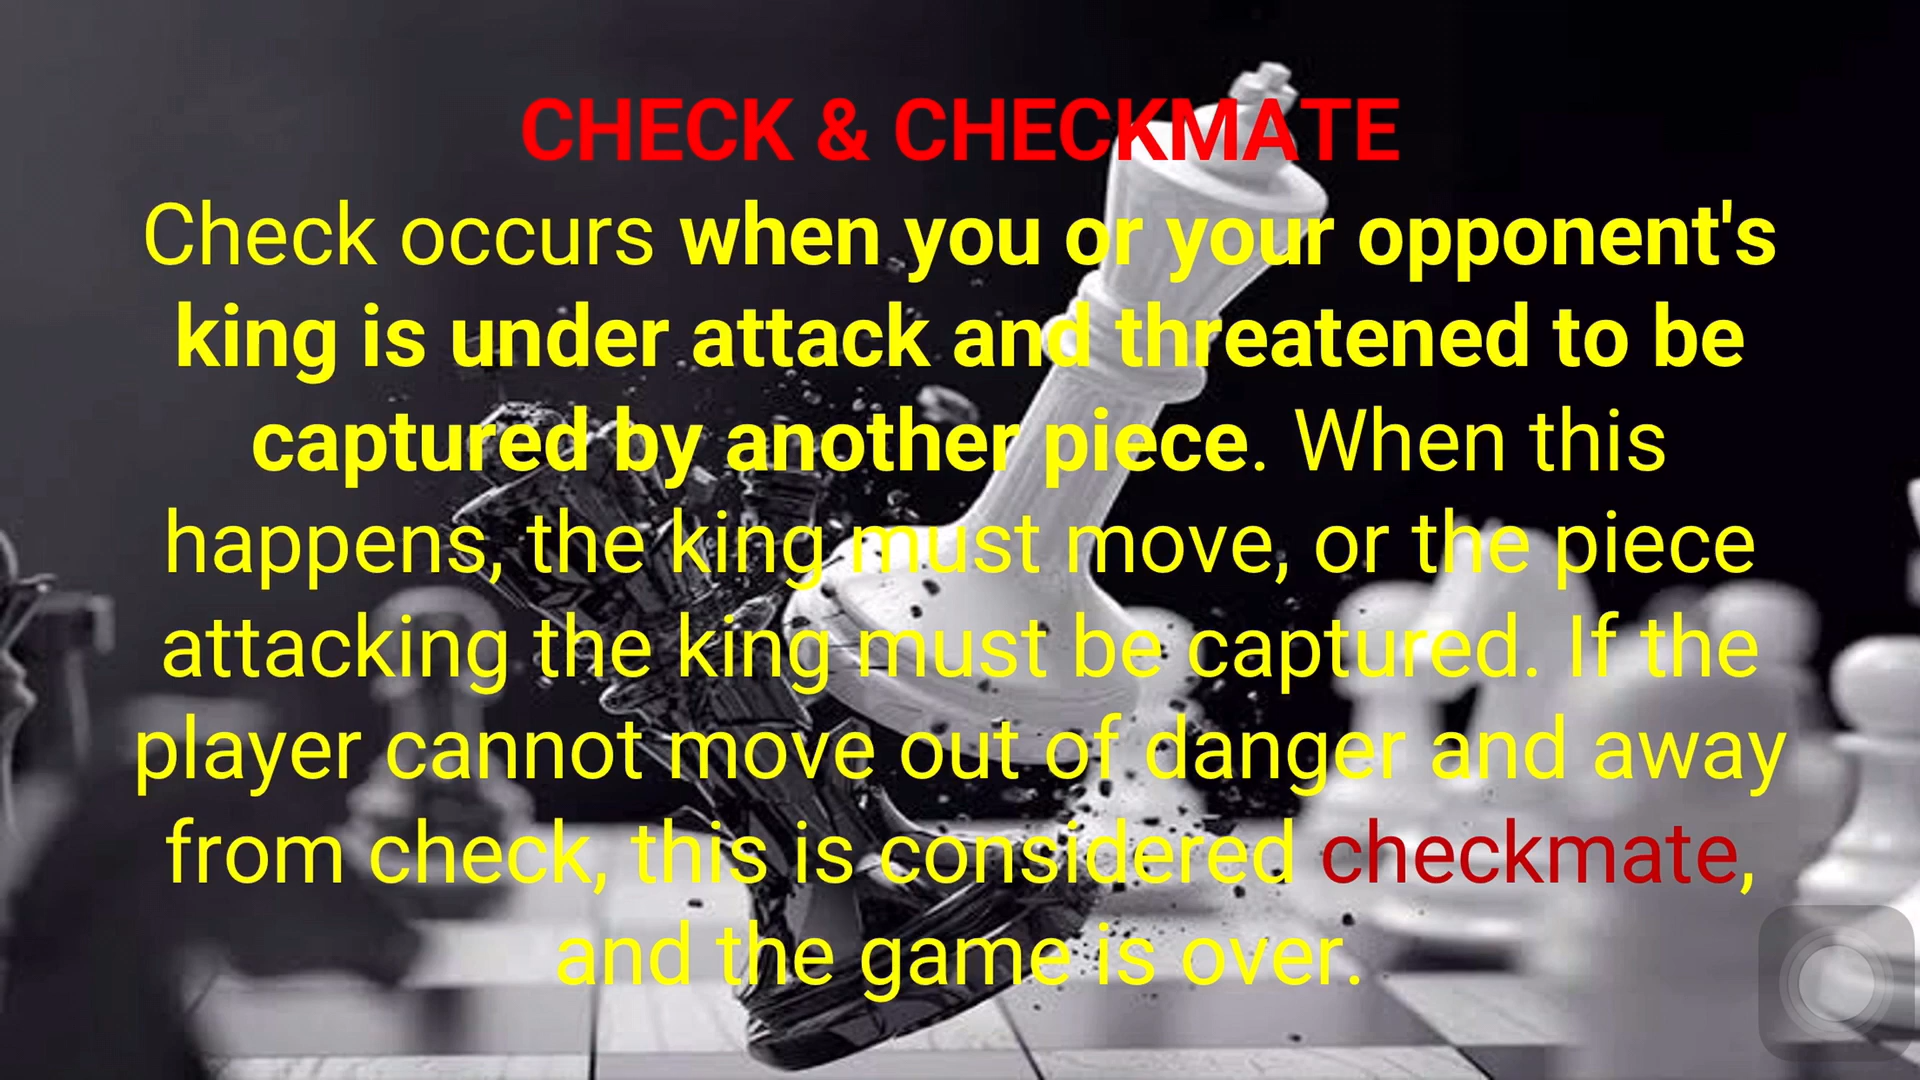 CHECK & CHECKMATE
Check occurs when you or your opponent's
king is under attack and threatened to be
captured by another piece. When this
happens, the king must move, or the piece
attacking the king must be captured. If the
player cannot move out of danger and away
from check, this is considered checkmate,
and the game is over.